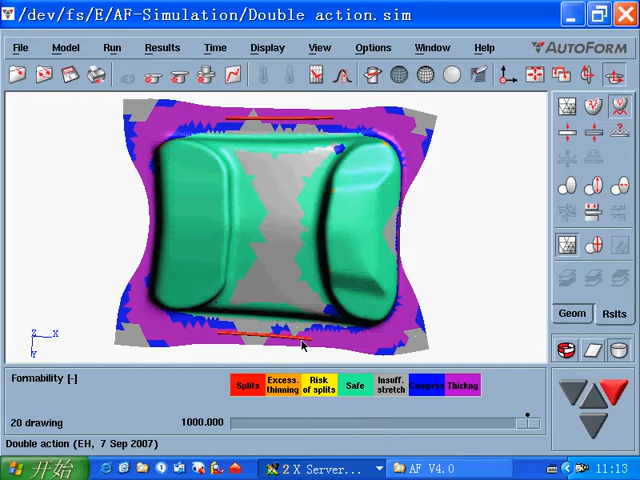 /dev/fs/E/AF-Simulation/Double action.sim
File Model Run Results Time Display View Options Window Help AUTOFORM
Z X
Y
Geom Rslts
Formability [-]
Splits Excess. thinning Risk of splits Safe Insuff. stretch Compress Thickng
20 drawing 1000.000
Double action (EH, 7 Sep 2007)
开始 2 X Server... AF V4.0 11:13